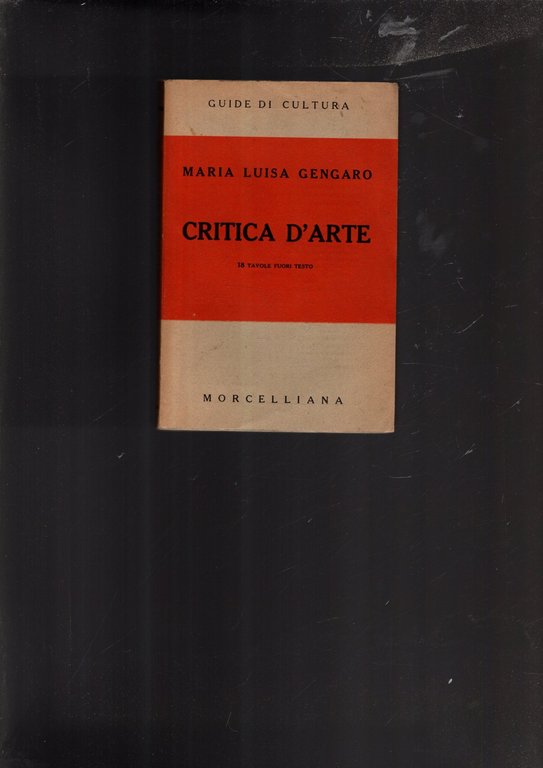 GUIDE DI CULTURA
MARIA LUISA GENGARO
CRITICA D'ARTE
18 TAVOLE FUORI TESTO
MORCELLIANA